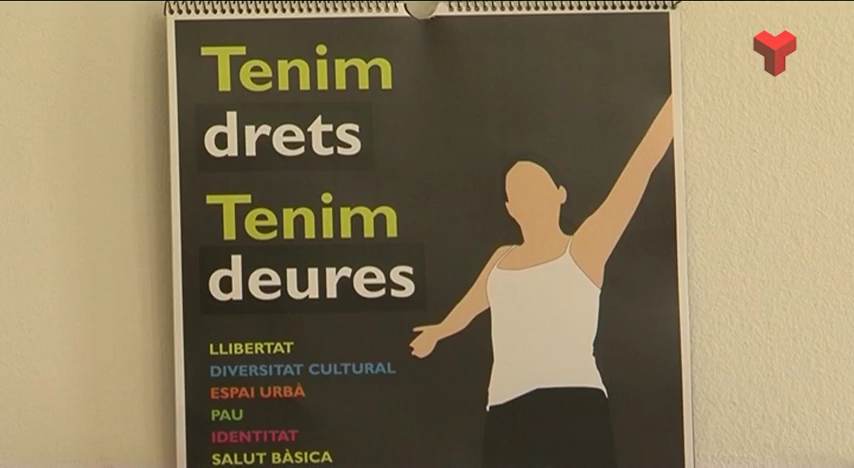 Tenim
drets
Tenim
deures
LLIBERTAT
DIVERSITAT CULTURAL
ESPAI URBÀ
PAU
IDENTITAT
SALUT BÀSICA